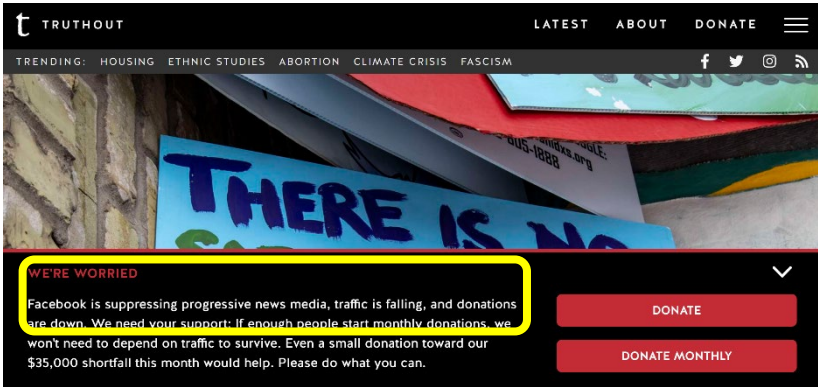 t TRUTHOUT
LATEST ABOUT DONATE
TRENDING: HOUSING ETHNIC STUDIES ABORTION CLIMATE CRISIS FASCISM
805-1888
THERE IS NO
WE'RE WORRIED
Facebook is suppressing progressive news media, traffic is falling, and donations
are down. We need your support: If enough people start monthly donations, we
won't need to depend on traffic to survive. Even a small donation toward our
$35,000 shortfall this month would help. Please do what you can.
DONATE
DONATE MONTHLY